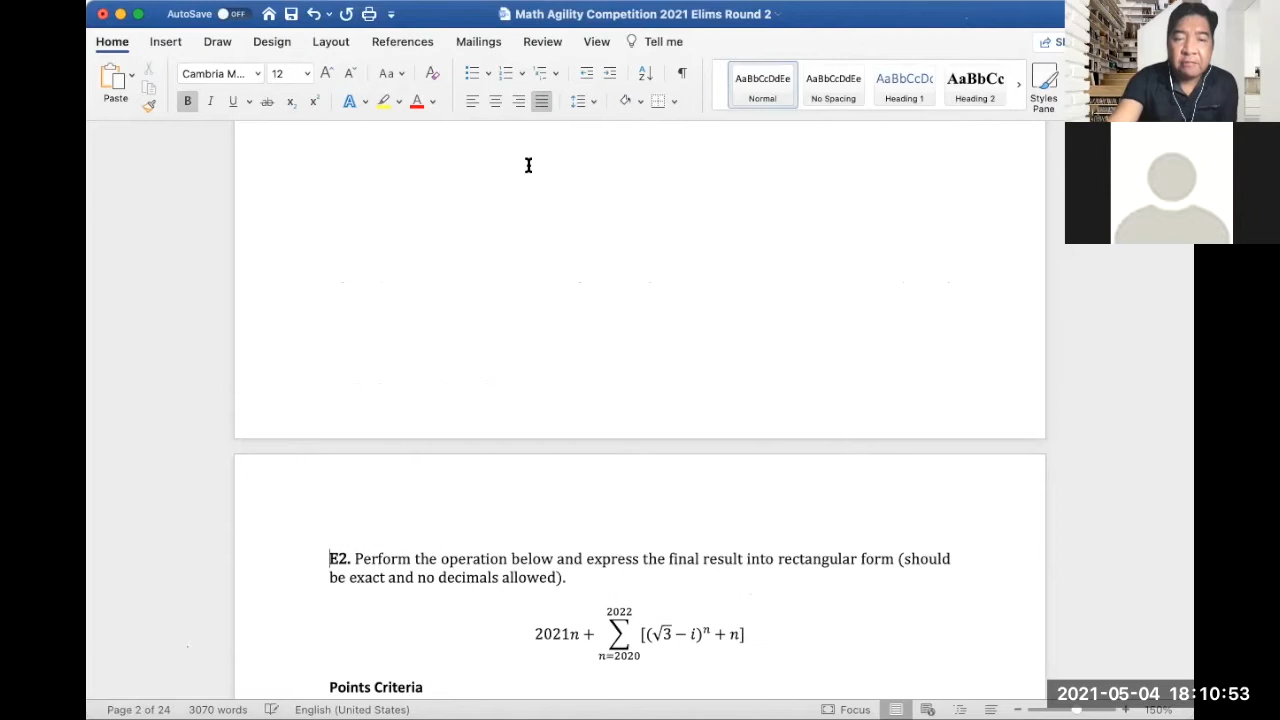 AutoSave OFF Math Agility Competition 2021 Elims Round 2
Home Insert Draw Design Layout References Mailings Review View Tell me
Paste Cambria M... 12 Aa AaBbCcDdEe AaBbCcDdEe AaBbCcDc AaBbCc
Normal No Spacing Heading 1 Heading 2 Styles Pane
E2. Perform the operation below and express the final result into rectangular form (should
be exact and no decimals allowed).
2021n + ∑_{n=2020}^{2022} [(√3 − i)ⁿ + n]
Points Criteria
Page 2 of 24 3070 words English (United States) Focus 150%
2021-05-04 18:10:53